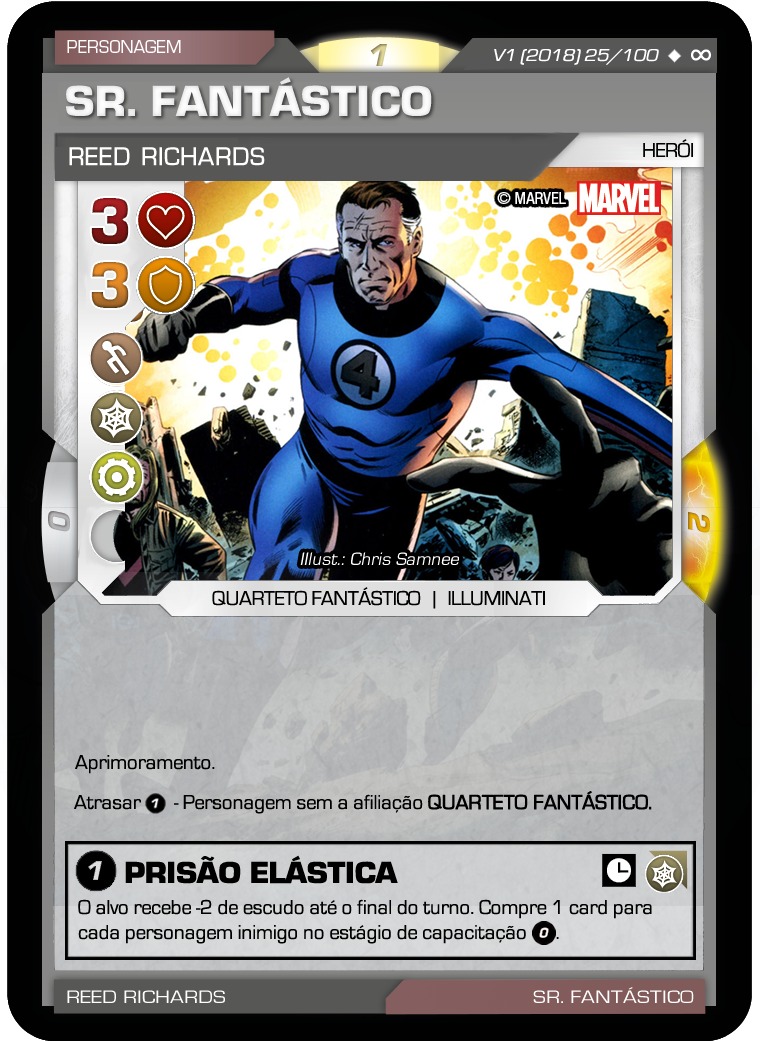 PERSONAGEM
1
V1 (2018) 25/100 ◆ ∞
SR. FANTÁSTICO
REED RICHARDS
HERÓI
© MARVEL MARVEL
3
3
4
0
2
Illust.: Chris Samnee
QUARTETO FANTÁSTICO | ILLUMINATI
Aprimoramento.
Atrasar 1 - Personagem sem a afiliação QUARTETO FANTÁSTICO.
1 PRISÃO ELÁSTICA
O alvo recebe -2 de escudo até o final do turno. Compre 1 card para
cada personagem inimigo no estágio de capacitação 0.
REED RICHARDS
SR. FANTÁSTICO